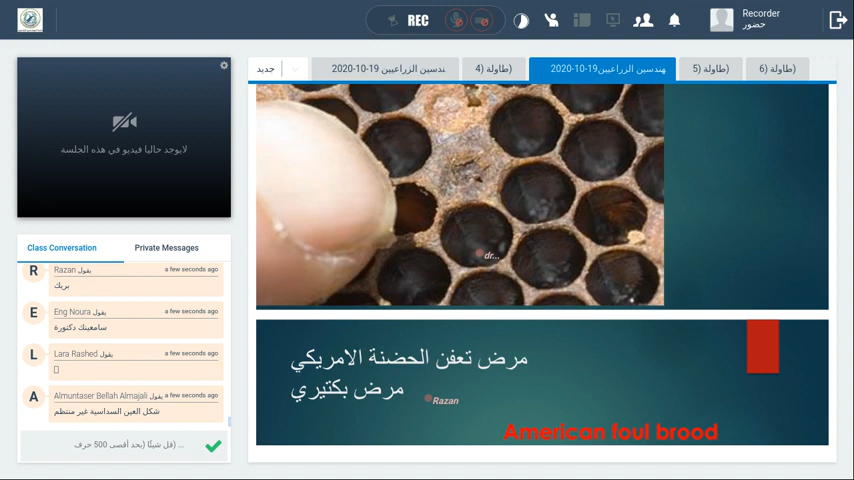 REC
Recorder
حضور
جديد
ندسين الزراعيين 19-10-2020
طاولة (4)
هندسين الزراعيين19-10-2020
طاولة (5)
طاولة (6)
لايوجد حاليا فيديو في هذه الجلسة
Class Conversation
Private Messages
R
Razan يقول
a few seconds ago
بريك
E
Eng Noura يقول
a few seconds ago
سامعينك دكتورة
L
Lara Rashed يقول
a few seconds ago
A
Almuntaser Bellah Almajali يقول
a few seconds ago
شكل العين السداسية غير منتظم
... (قل شيئًا (بحد أقصى 500 حرف
dr...
مرض تعفن الحضنة الامريكي
مرض بكتيري
Razan
American foul brood